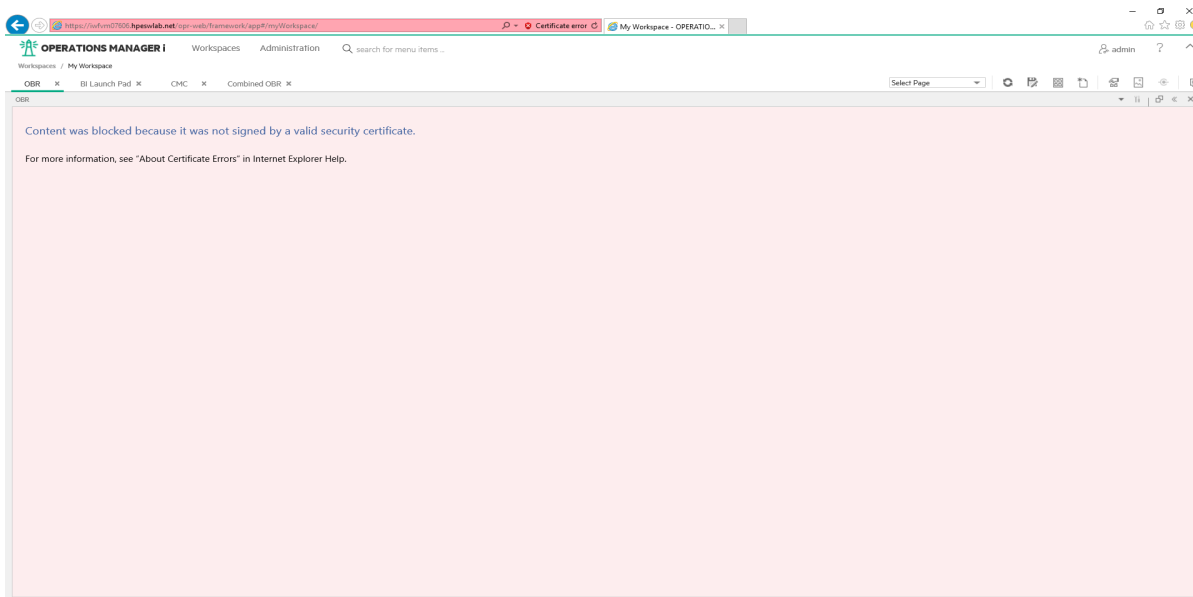 https://iwfvm07606.hpeswlab.net/opr-web/framework/app#/myWorkspace/ Certificate error My Workspace - OPERATIO...
OPERATIONS MANAGER i Workspaces Administration search for menu items ... admin ?
Workspaces / My Workspace
OBR BI Launch Pad CMC Combined OBR Select Page
OBR
Content was blocked because it was not signed by a valid security certificate.
For more information, see "About Certificate Errors" in Internet Explorer Help.